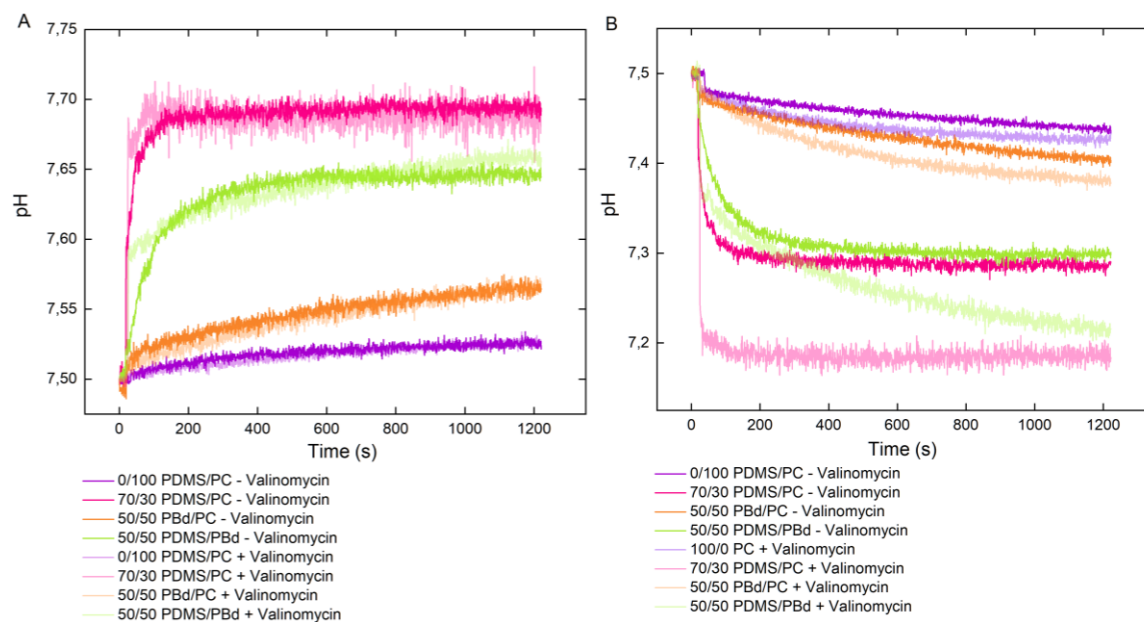 A
7,75
7,70
7,65
7,60
7,55
7,50
pH
0 200 400 600 800 1000 1200
Time (s)
0/100 PDMS/PC - Valinomycin
70/30 PDMS/PC - Valinomycin
50/50 PBd/PC - Valinomycin
50/50 PDMS/PBd - Valinomycin
0/100 PDMS/PC + Valinomycin
70/30 PDMS/PC + Valinomycin
50/50 PBd/PC + Valinomycin
50/50 PDMS/PBd + Valinomycin
B
7,5
7,4
7,3
7,2
pH
0 200 400 600 800 1000 1200
Time (s)
0/100 PDMS/PC - Valinomycin
70/30 PDMS/PC - Valinomycin
50/50 PBd/PC - Valinomycin
50/50 PDMS/PBd - Valinomycin
100/0 PC + Valinomycin
70/30 PDMS/PC + Valinomycin
50/50 PBd/PC + Valinomycin
50/50 PDMS/PBd + Valinomycin